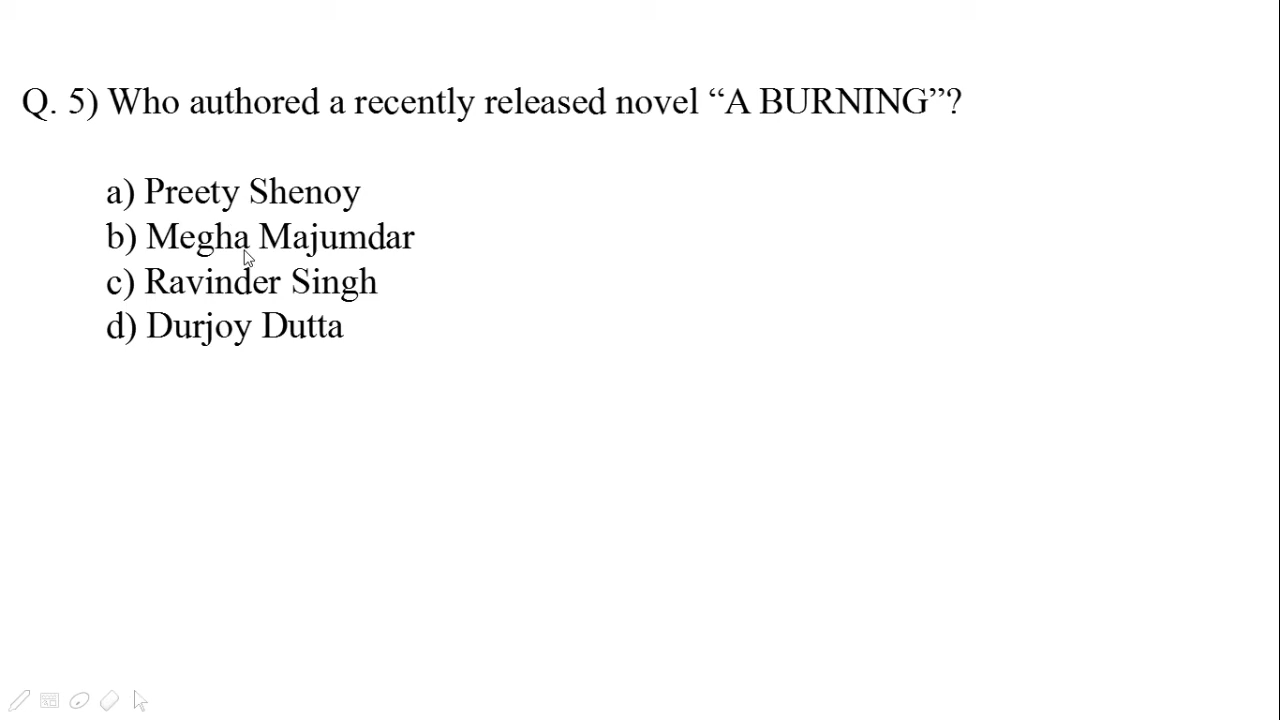 Q. 5) Who authored a recently released novel “A BURNING”?
a) Preety Shenoy
b) Megha Majumdar
c) Ravinder Singh
d) Durjoy Dutta